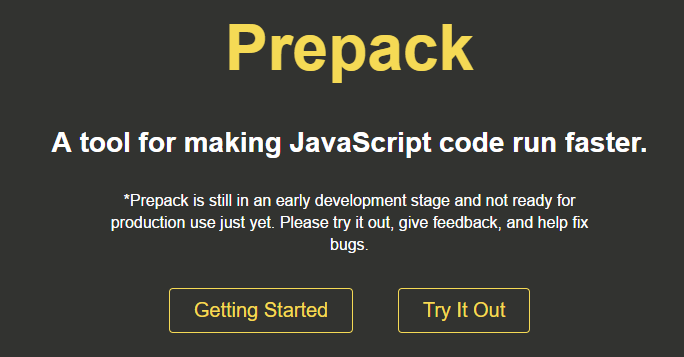 Prepack
A tool for making JavaScript code run faster.
*Prepack is still in an early development stage and not ready for
production use just yet. Please try it out, give feedback, and help fix
bugs.
Getting Started
Try It Out